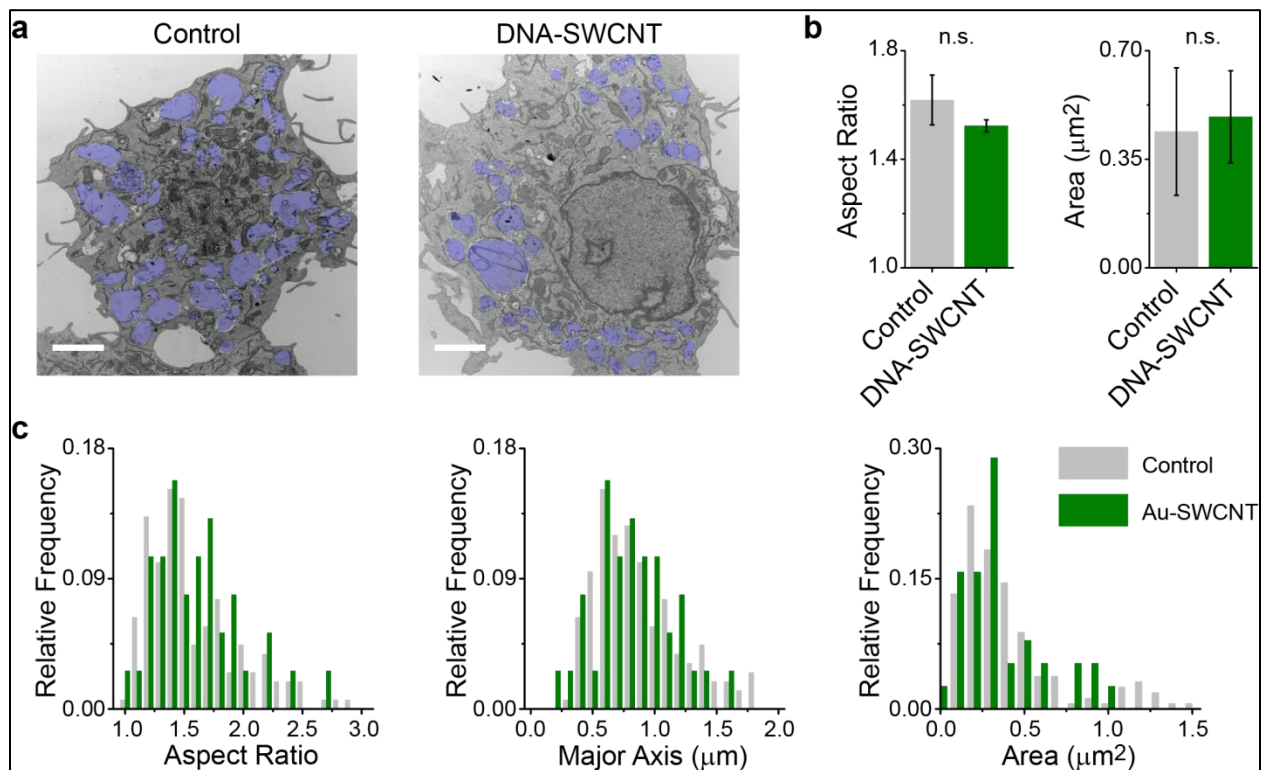 a
Control
DNA-SWCNT
b
n.s.
1.8
1.4
1.0
Aspect Ratio
Control
DNA-SWCNT
n.s.
0.70
0.35
0.00
Area (μm²)
Control
DNA-SWCNT
c
0.18
0.09
0.00
Relative Frequency
1.0 1.5 2.0 2.5 3.0
Aspect Ratio
0.18
0.09
0.00
Relative Frequency
0.0 0.5 1.0 1.5 2.0
Major Axis (μm)
0.30
0.15
0.00
Relative Frequency
0.0 0.5 1.0 1.5
Area (μm²)
Control
Au-SWCNT